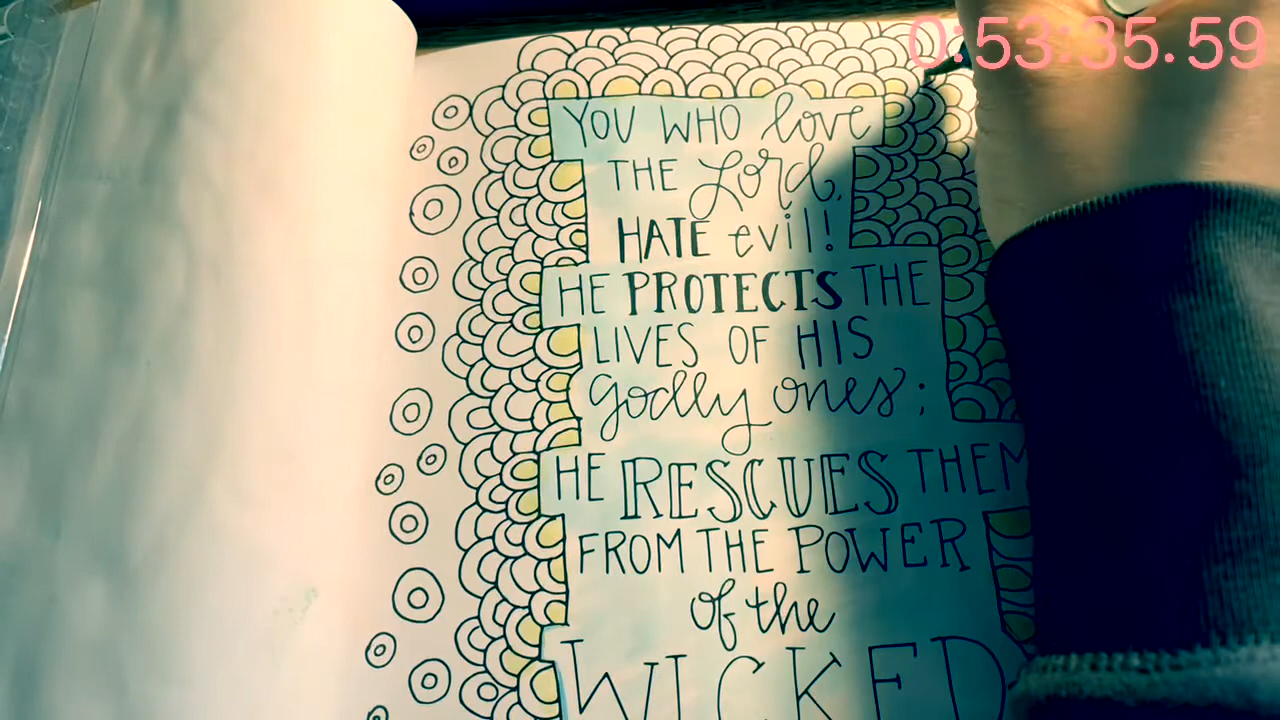 0:53:35.59
YOU WHO love
THE Lord,
HATE evil!
HE PROTECTS THE
LIVES OF HIS
godly ones;
HE RESCUES THEM
FROM THE POWER
of the
WICKED